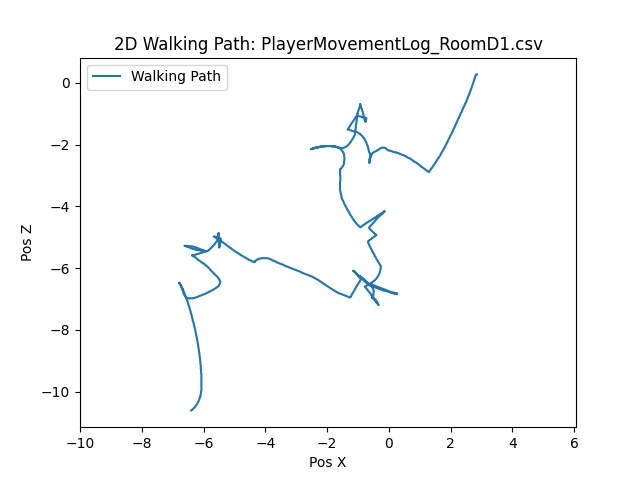 2D Walking Path: PlayerMovementLog_RoomD1.csv
Walking Path
0
−2
−4
−6
−8
−10
Pos Z
−10 −8 −6 −4 −2 0 2 4 6
Pos X